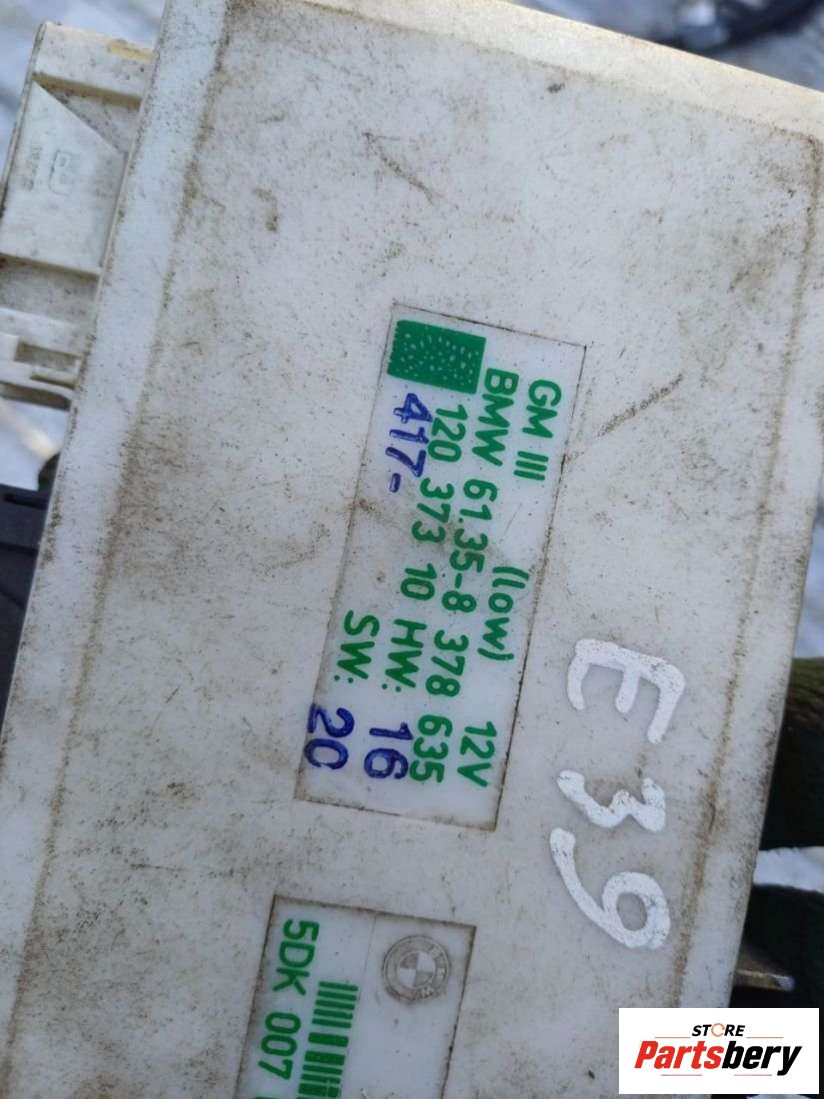 GM III (low) 12V
BMW 61.35-8 378 635
120 373 10 HW: 16
417- SW: 20
E39
5DK 007
STORE
Partsbery